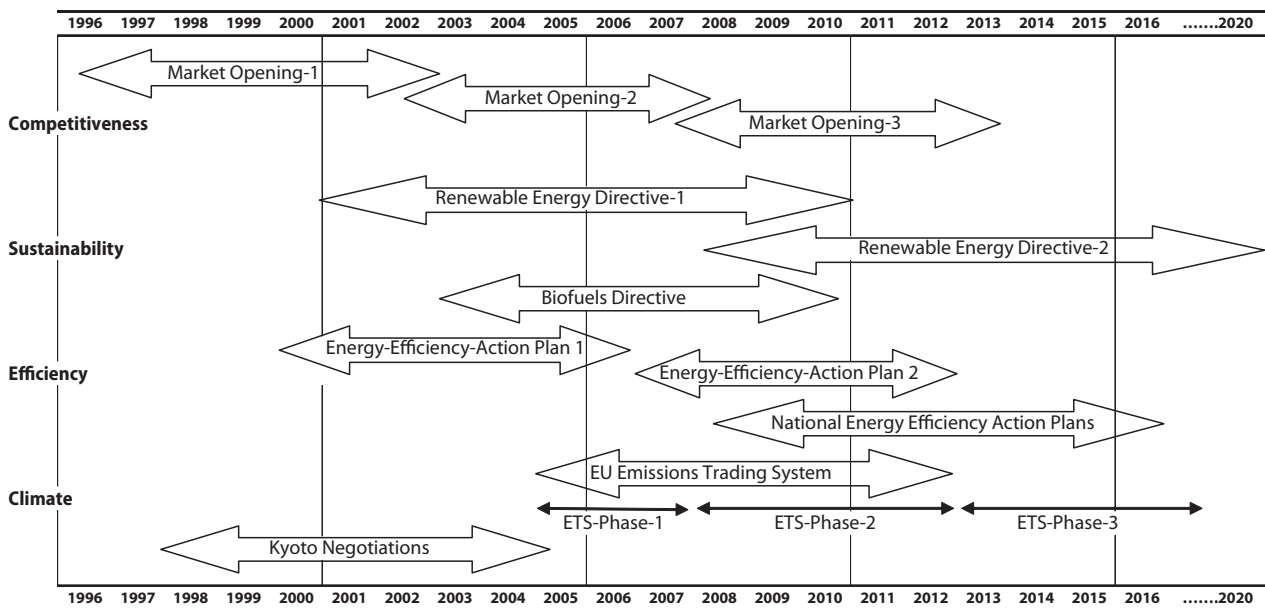 1996 1997 1998 1999 2000 2001 2002 2003 2004 2005 2006 2007 2008 2009 2010 2011 2012 2013 2014 2015 2016 .......2020
Market Opening-1
Market Opening-2
Competitiveness
Market Opening-3
Renewable Energy Directive-1
Sustainability
Renewable Energy Directive-2
Biofuels Directive
Energy-Efficiency-Action Plan 1
Efficiency
Energy-Efficiency-Action Plan 2
National Energy Efficiency Action Plans
EU Emissions Trading System
Climate
ETS-Phase-1 ETS-Phase-2 ETS-Phase-3
Kyoto Negotiations
1996 1997 1998 1999 2000 2001 2002 2003 2004 2005 2006 2007 2008 2009 2010 2011 2012 2013 2014 2015 2016 .......2020